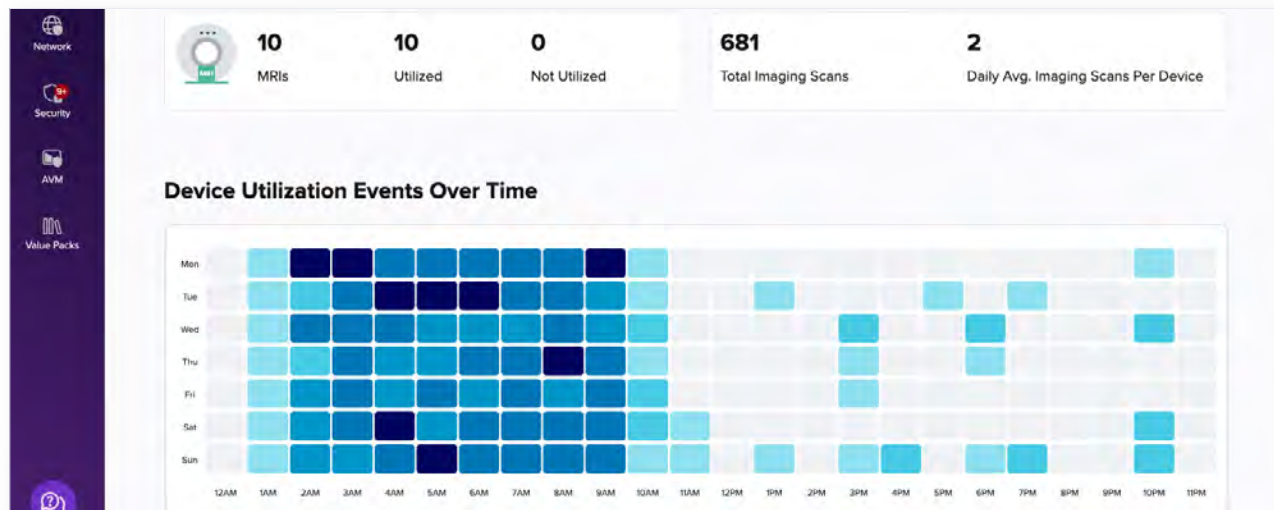 Network
9+
Security
AVM
Value Packs
10 10 0
MRIs Utilized Not Utilized
681 2
Total Imaging Scans Daily Avg. Imaging Scans Per Device
Device Utilization Events Over Time
Mon
Tue
Wed
Thu
Fri
Sat
Sun
12AM 1AM 2AM 3AM 4AM 5AM 6AM 7AM 8AM 9AM 10AM 11AM 12PM 1PM 2PM 3PM 4PM 5PM 6PM 7PM 8PM 9PM 10PM 11PM